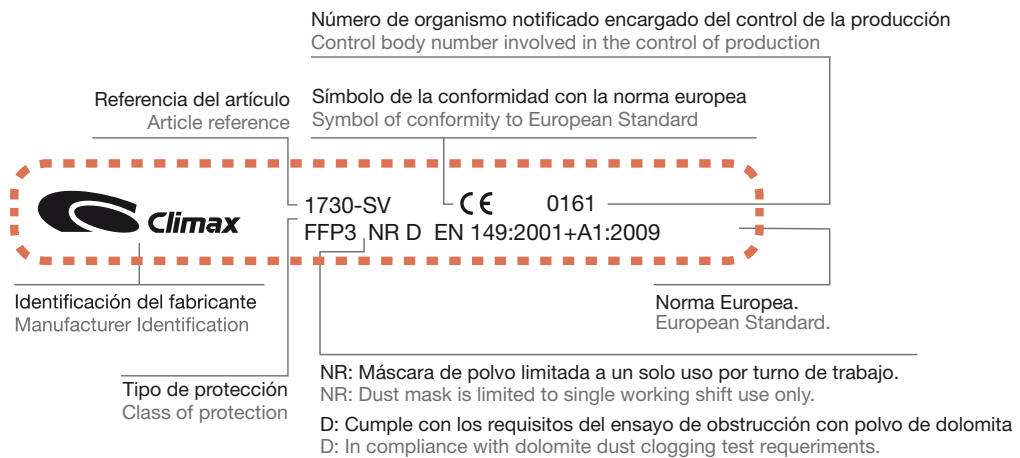 Número de organismo notificado encargado del control de la producción
Control body number involved in the control of production
Referencia del artículo
Article reference
Símbolo de la conformidad con la norma europea
Symbol of conformity to European Standard
Climax
1730-SV CE 0161
FFP3 NR D EN 149:2001+A1:2009
Identificación del fabricante
Manufacturer Identification
Norma Europea.
European Standard.
Tipo de protección
Class of protection
NR: Máscara de polvo limitada a un solo uso por turno de trabajo.
NR: Dust mask is limited to single working shift use only.
D: Cumple con los requisitos del ensayo de obstrucción con polvo de dolomita
D: In compliance with dolomite dust clogging test requeriments.